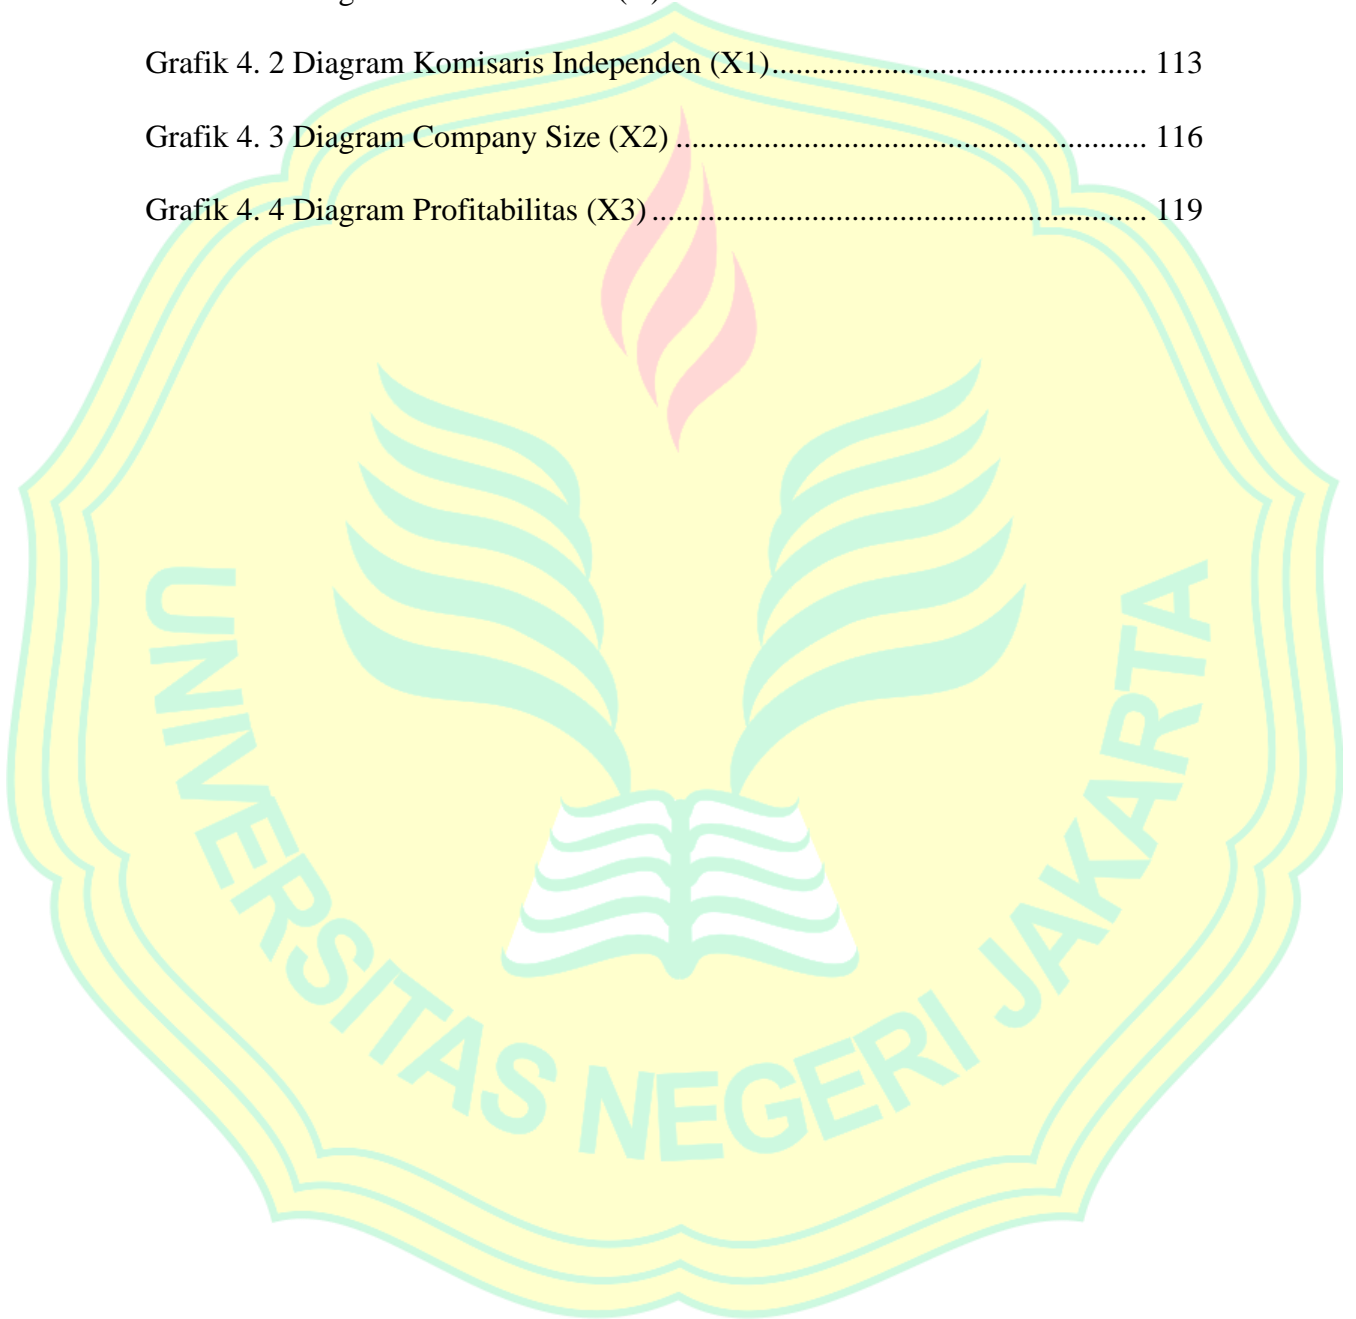 Grafik 4. 2 Diagram Komisaris Independen (X1)............................................... 113
Grafik 4. 3 Diagram Company Size (X2) ........................................................... 116
Grafik 4. 4 Diagram Profitabilitas (X3) .............................................................. 119
UNIVERSITAS NEGERI JAKARTA